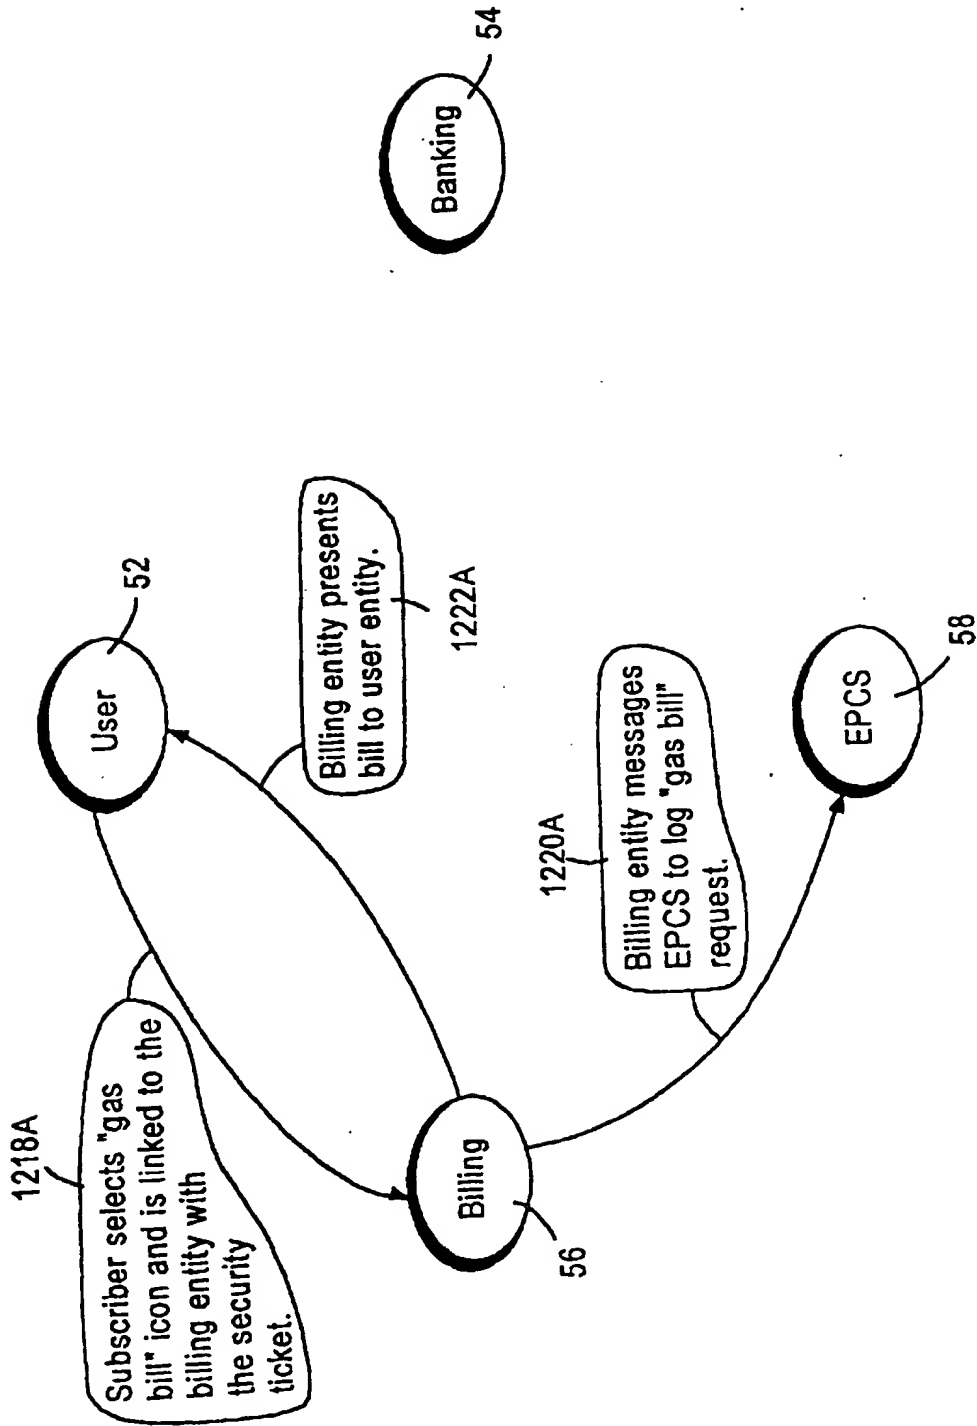 1218A
Subscriber selects "gas
bill" icon and is linked to the
billing entity with
the security
ticket.
User
52
Billing entity presents
bill to user entity.
1222A
Banking
54
Billing
56
1220A
Billing entity messages
EPCS to log "gas bill"
request.
EPCS
58